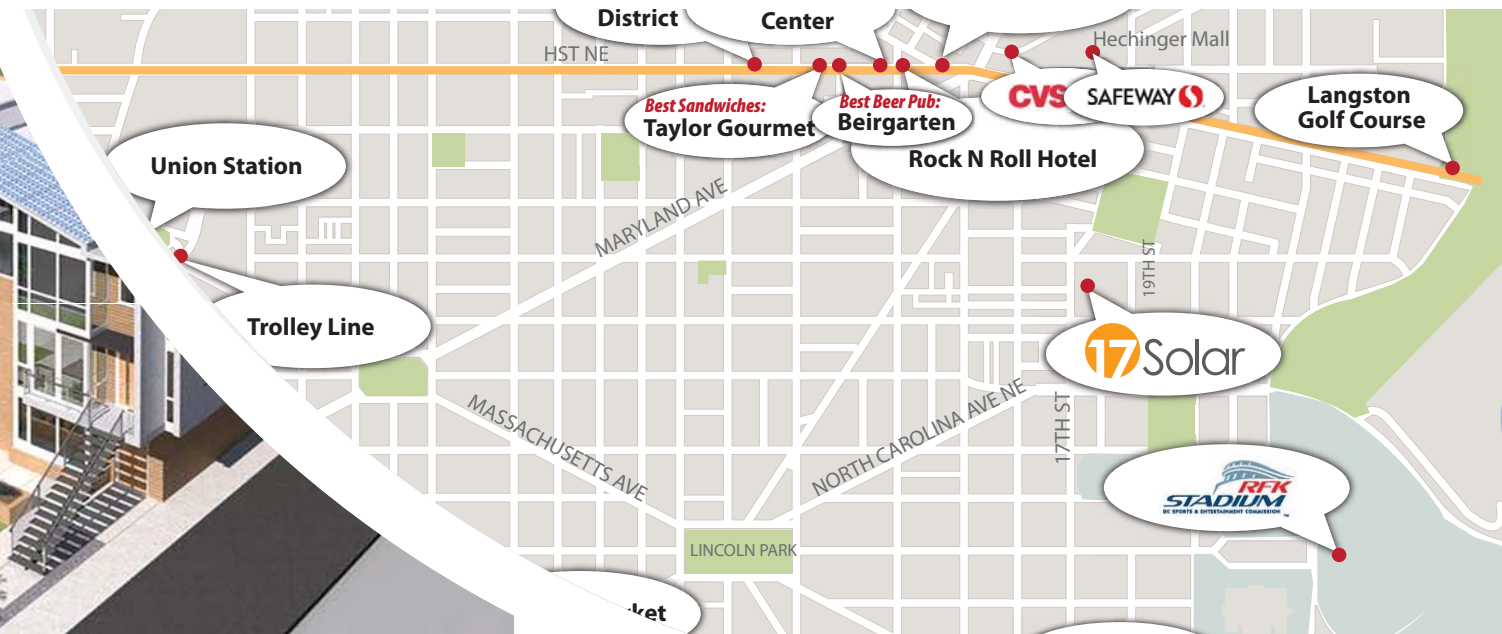 District
Center
HST NE
Hechinger Mall
Best Sandwiches:
Taylor Gourmet
Best Beer Pub:
Beirgarten
CVS
SAFEWAY
Langston
Golf Course
Rock N Roll Hotel
Union Station
MARYLAND AVE
19TH ST
Trolley Line
17 Solar
MASSACHUSETTS AVE
NORTH CAROLINA AVE NE
17TH ST
RFK
STADIUM
DC SPORTS & ENTERTAINMENT COMMISSION
LINCOLN PARK
ket